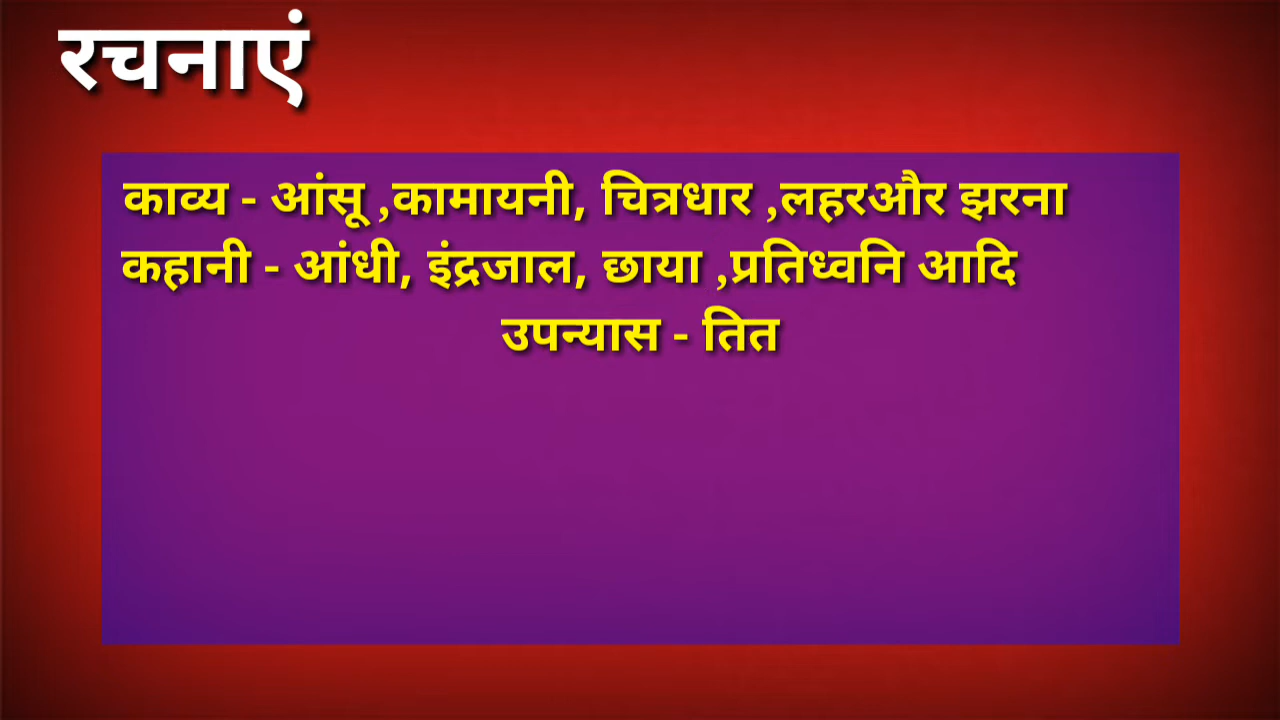 रचनाएं
काव्य - आंसू ,कामायनी, चित्रधार ,लहरऔर झरना
कहानी - आंधी, इंद्रजाल, छाया ,प्रतिध्वनि आदि
उपन्यास - तित